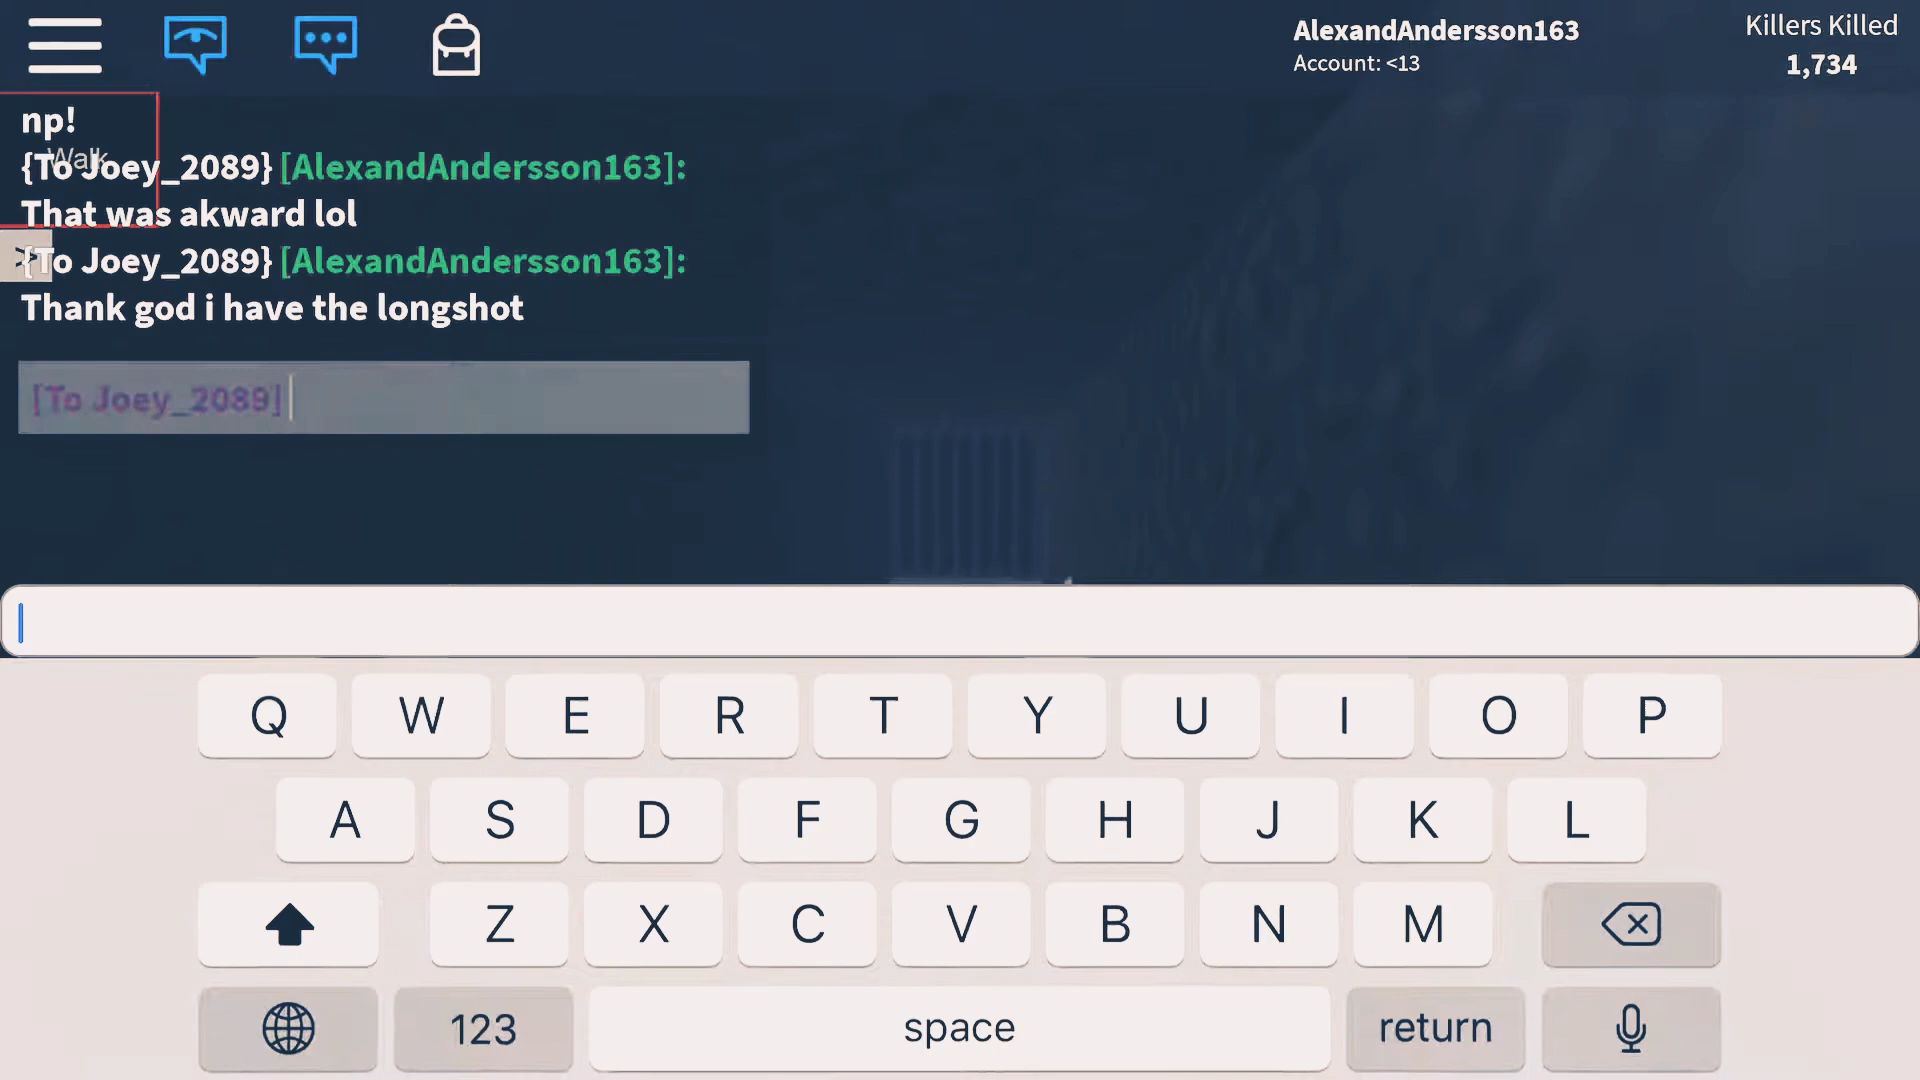 AlexandAndersson163
Account: <13
Killers Killed
1,734
np!
Walk
{To Joey_2089} [AlexandAndersson163]:
That was akward lol
{To Joey_2089} [AlexandAndersson163]:
Thank god i have the longshot
[To Joey_2089]
Q W E R T Y U I O P
A S D F G H J K L
Z X C V B N M
123 space return